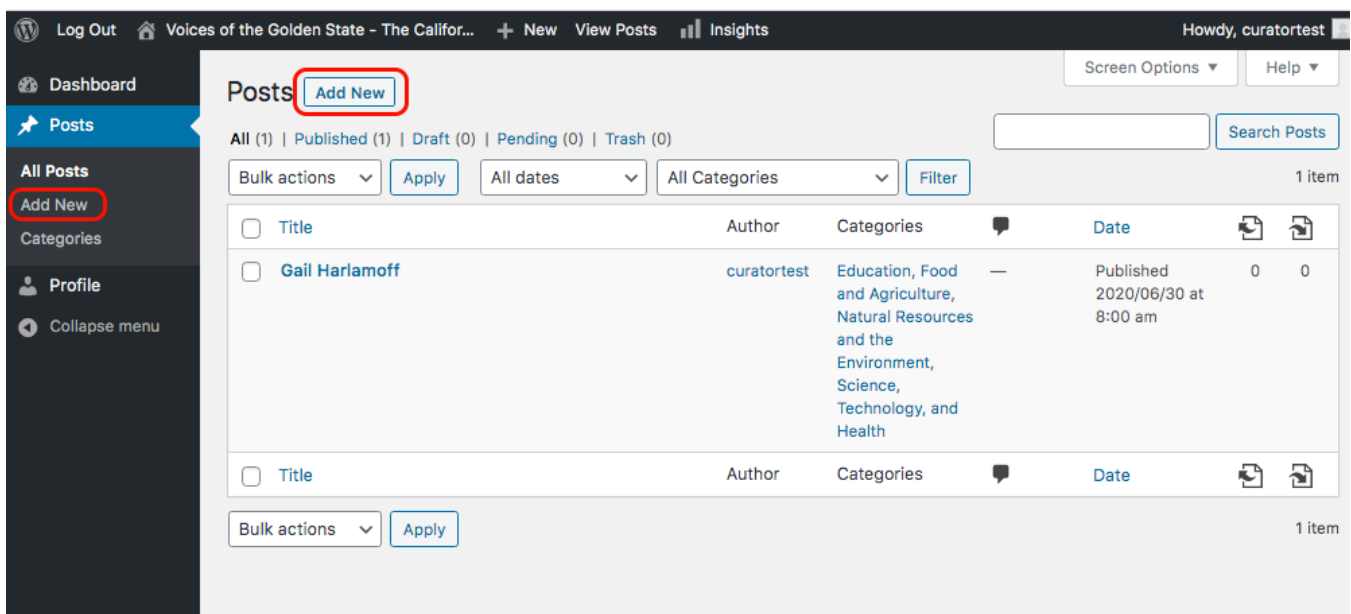 Log Out Voices of the Golden State - The Califor... New View Posts Insights Howdy, curatortest
Screen Options Help
Dashboard
Posts
All Posts
Add New
Categories
Profile
Collapse menu
Posts Add New
All (1) | Published (1) | Draft (0) | Pending (0) | Trash (0)
Search Posts
Bulk actions Apply All dates All Categories Filter 1 item
Title Author Categories Date
Gail Harlamoff curatortest Education, Food — Published 0 0
and Agriculture, 2020/06/30 at
Natural Resources 8:00 am
and the
Environment,
Science,
Technology, and
Health
Title Author Categories Date
Bulk actions Apply 1 item